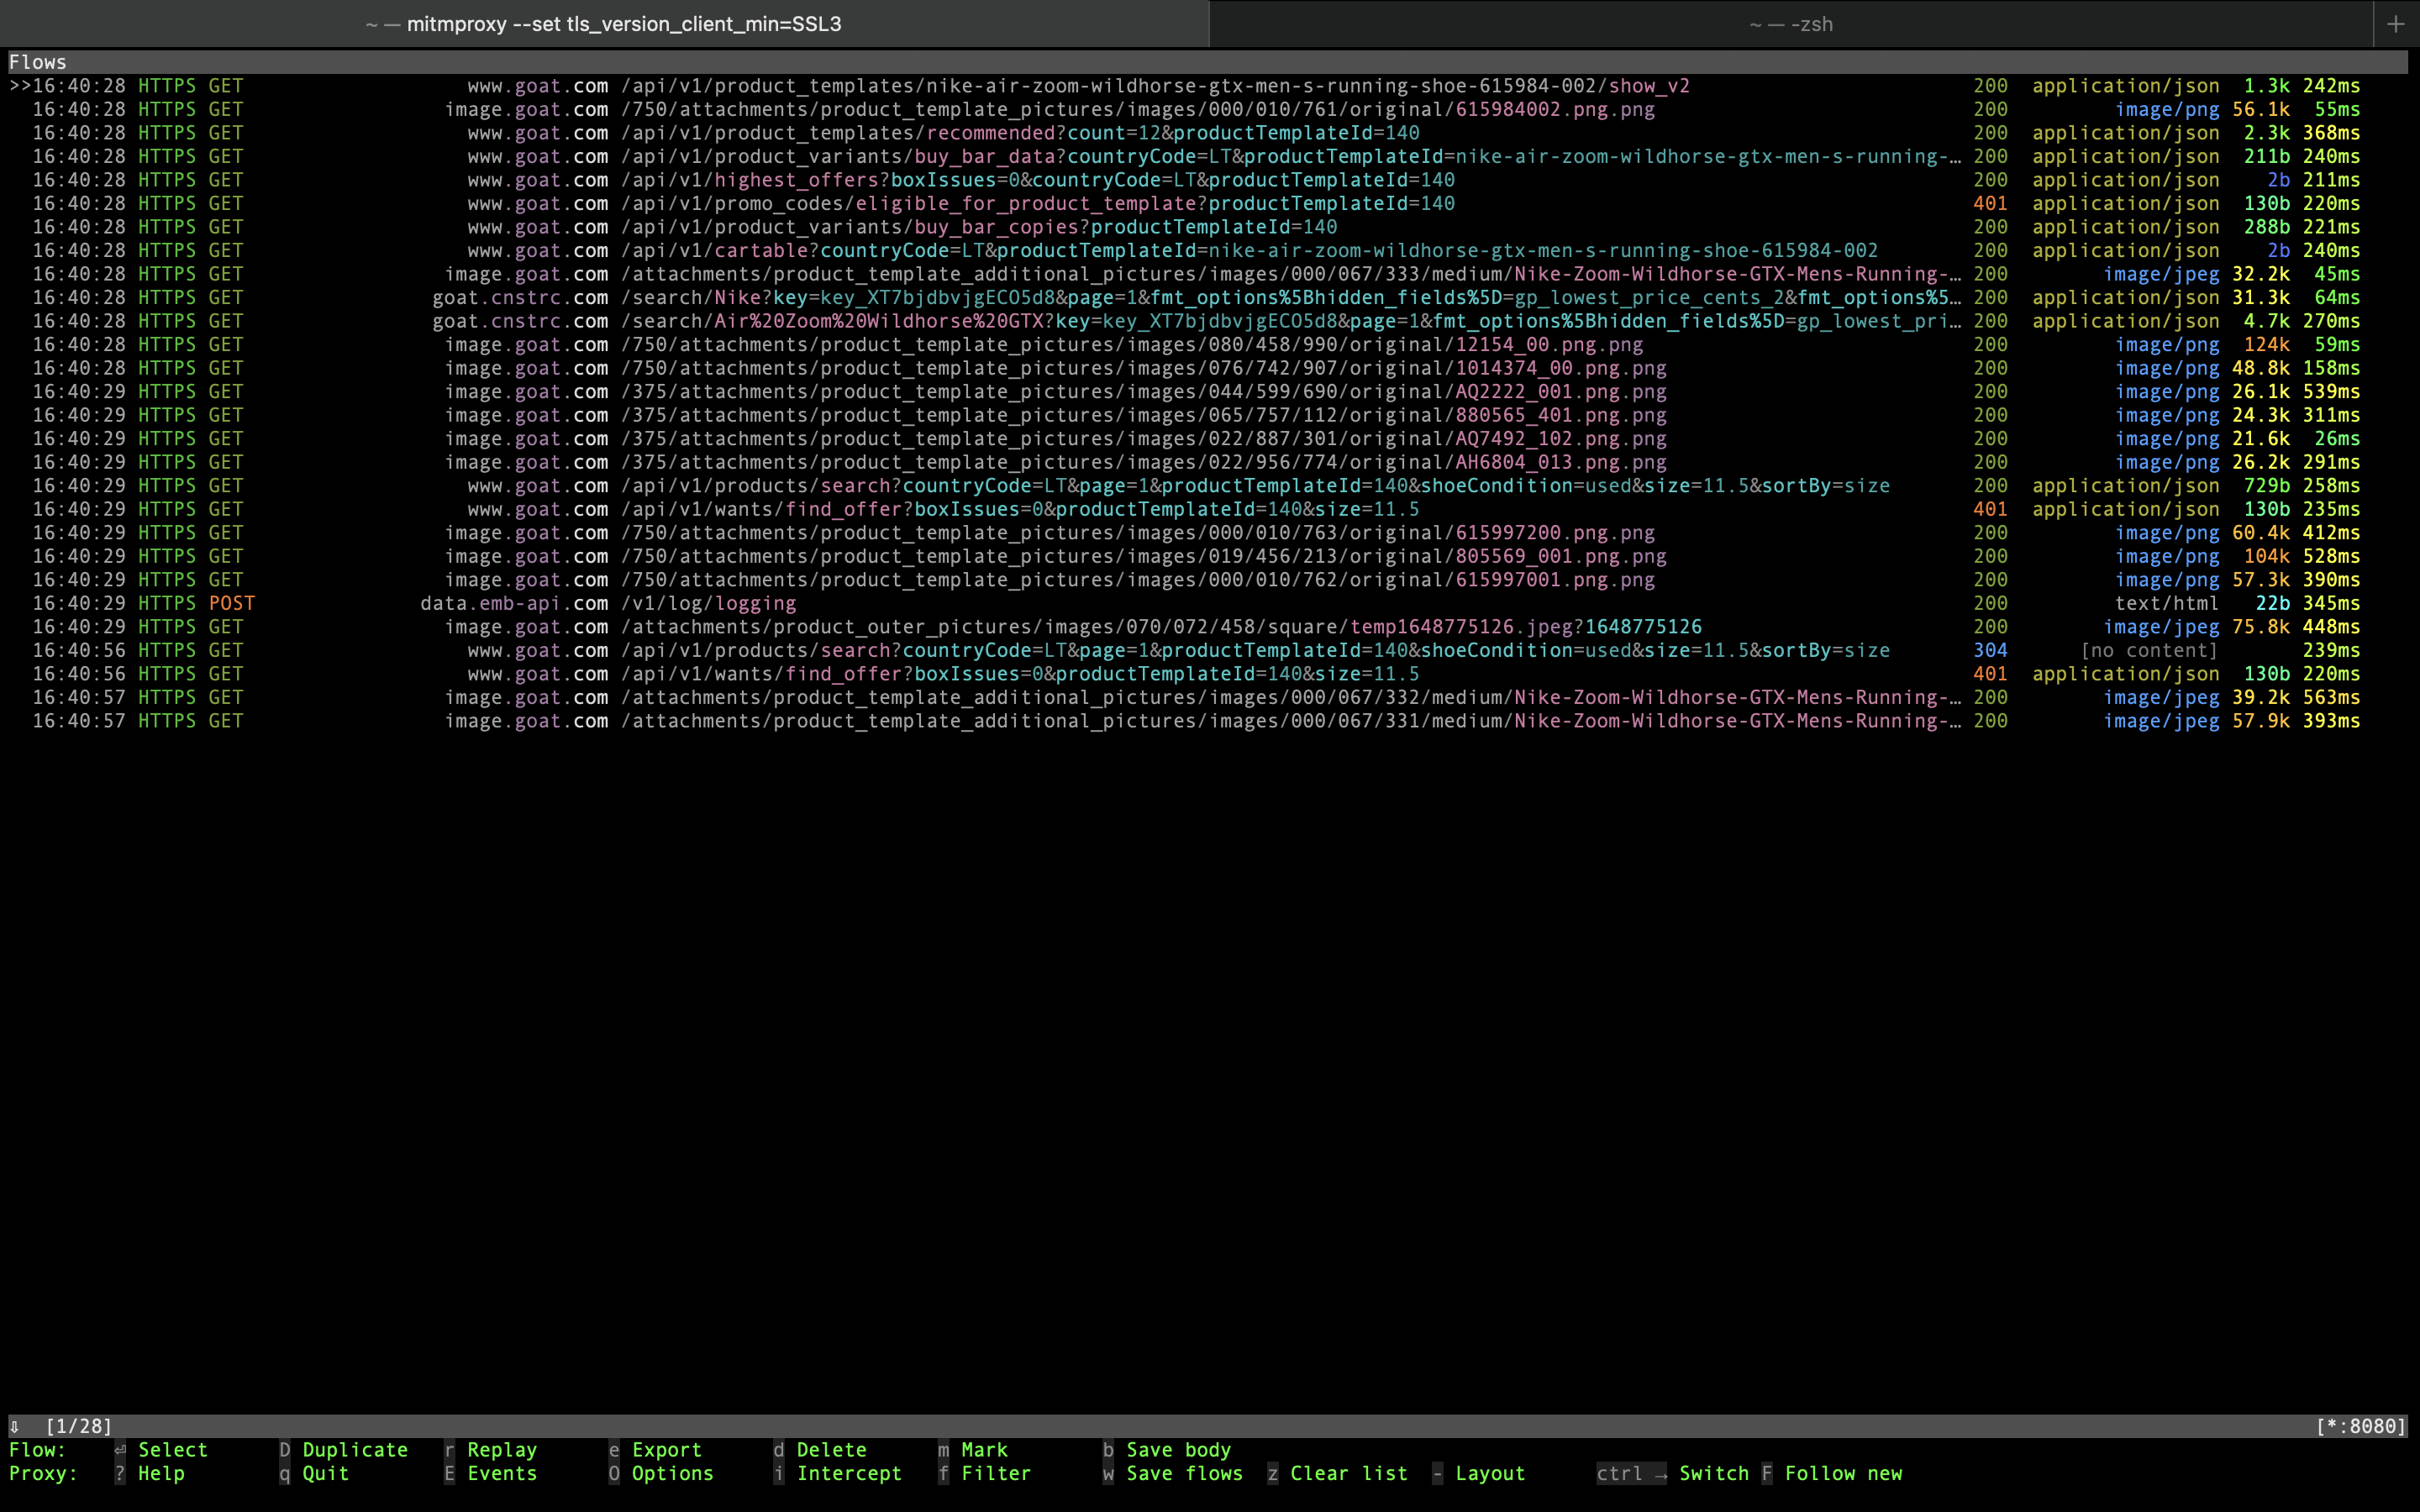 ~ — mitmproxy --set tls_version_client_min=SSL3 ~ — -zsh +
Flows
>>16:40:28 HTTPS GET www.goat.com /api/v1/product_templates/nike-air-zoom-wildhorse-gtx-men-s-running-shoe-615984-002/show_v2 200 application/json 1.3k 242ms
16:40:28 HTTPS GET image.goat.com /750/attachments/product_template_pictures/images/000/010/761/original/615984002.png.png 200 image/png 56.1k 55ms
16:40:28 HTTPS GET www.goat.com /api/v1/product_templates/recommended?count=12&productTemplateId=140 200 application/json 2.3k 368ms
16:40:28 HTTPS GET www.goat.com /api/v1/product_variants/buy_bar_data?countryCode=LT&productTemplateId=nike-air-zoom-wildhorse-gtx-men-s-running-… 200 application/json 211b 240ms
16:40:28 HTTPS GET www.goat.com /api/v1/highest_offers?boxIssues=0&countryCode=LT&productTemplateId=140 200 application/json 2b 211ms
16:40:28 HTTPS GET www.goat.com /api/v1/promo_codes/eligible_for_product_template?productTemplateId=140 401 application/json 130b 220ms
16:40:28 HTTPS GET www.goat.com /api/v1/product_variants/buy_bar_copies?productTemplateId=140 200 application/json 288b 221ms
16:40:28 HTTPS GET www.goat.com /api/v1/cartable?countryCode=LT&productTemplateId=nike-air-zoom-wildhorse-gtx-men-s-running-shoe-615984-002 200 application/json 2b 240ms
16:40:28 HTTPS GET image.goat.com /attachments/product_template_additional_pictures/images/000/067/333/medium/Nike-Zoom-Wildhorse-GTX-Mens-Running-… 200 image/jpeg 32.2k 45ms
16:40:28 HTTPS GET goat.cnstrc.com /search/Nike?key=key_XT7bjdbvjgECO5d8&page=1&fmt_options%5Bhidden_fields%5D=gp_lowest_price_cents_2&fmt_options%5… 200 application/json 31.3k 64ms
16:40:28 HTTPS GET goat.cnstrc.com /search/Air%20Zoom%20Wildhorse%20GTX?key=key_XT7bjdbvjgECO5d8&page=1&fmt_options%5Bhidden_fields%5D=gp_lowest_pri… 200 application/json 4.7k 270ms
16:40:28 HTTPS GET image.goat.com /750/attachments/product_template_pictures/images/080/458/990/original/12154_00.png.png 200 image/png 124k 59ms
16:40:28 HTTPS GET image.goat.com /750/attachments/product_template_pictures/images/076/742/907/original/1014374_00.png.png 200 image/png 48.8k 158ms
16:40:29 HTTPS GET image.goat.com /375/attachments/product_template_pictures/images/044/599/690/original/AQ2222_001.png.png 200 image/png 26.1k 539ms
16:40:29 HTTPS GET image.goat.com /375/attachments/product_template_pictures/images/065/757/112/original/880565_401.png.png 200 image/png 24.3k 311ms
16:40:29 HTTPS GET image.goat.com /375/attachments/product_template_pictures/images/022/887/301/original/AQ7492_102.png.png 200 image/png 21.6k 26ms
16:40:29 HTTPS GET image.goat.com /375/attachments/product_template_pictures/images/022/956/774/original/AH6804_013.png.png 200 image/png 26.2k 291ms
16:40:29 HTTPS GET www.goat.com /api/v1/products/search?countryCode=LT&page=1&productTemplateId=140&shoeCondition=used&size=11.5&sortBy=size 200 application/json 729b 258ms
16:40:29 HTTPS GET www.goat.com /api/v1/wants/find_offer?boxIssues=0&productTemplateId=140&size=11.5 401 application/json 130b 235ms
16:40:29 HTTPS GET image.goat.com /750/attachments/product_template_pictures/images/000/010/763/original/615997200.png.png 200 image/png 60.4k 412ms
16:40:29 HTTPS GET image.goat.com /750/attachments/product_template_pictures/images/019/456/213/original/805569_001.png.png 200 image/png 104k 528ms
16:40:29 HTTPS GET image.goat.com /750/attachments/product_template_pictures/images/000/010/762/original/615997001.png.png 200 image/png 57.3k 390ms
16:40:29 HTTPS POST data.emb-api.com /v1/log/logging 200 text/html 22b 345ms
16:40:29 HTTPS GET image.goat.com /attachments/product_outer_pictures/images/070/072/458/square/temp1648775126.jpeg?1648775126 200 image/jpeg 75.8k 448ms
16:40:56 HTTPS GET www.goat.com /api/v1/products/search?countryCode=LT&page=1&productTemplateId=140&shoeCondition=used&size=11.5&sortBy=size 304 [no content] 239ms
16:40:56 HTTPS GET www.goat.com /api/v1/wants/find_offer?boxIssues=0&productTemplateId=140&size=11.5 401 application/json 130b 220ms
16:40:57 HTTPS GET image.goat.com /attachments/product_template_additional_pictures/images/000/067/332/medium/Nike-Zoom-Wildhorse-GTX-Mens-Running-… 200 image/jpeg 39.2k 563ms
16:40:57 HTTPS GET image.goat.com /attachments/product_template_additional_pictures/images/000/067/331/medium/Nike-Zoom-Wildhorse-GTX-Mens-Running-… 200 image/jpeg 57.9k 393ms
⇩ [1/28] [*:8080]
Flow: ⏎ Select D Duplicate r Replay e Export d Delete m Mark b Save body
Proxy: ? Help q Quit E Events O Options i Intercept f Filter w Save flows z Clear list - Layout ctrl → Switch F Follow new